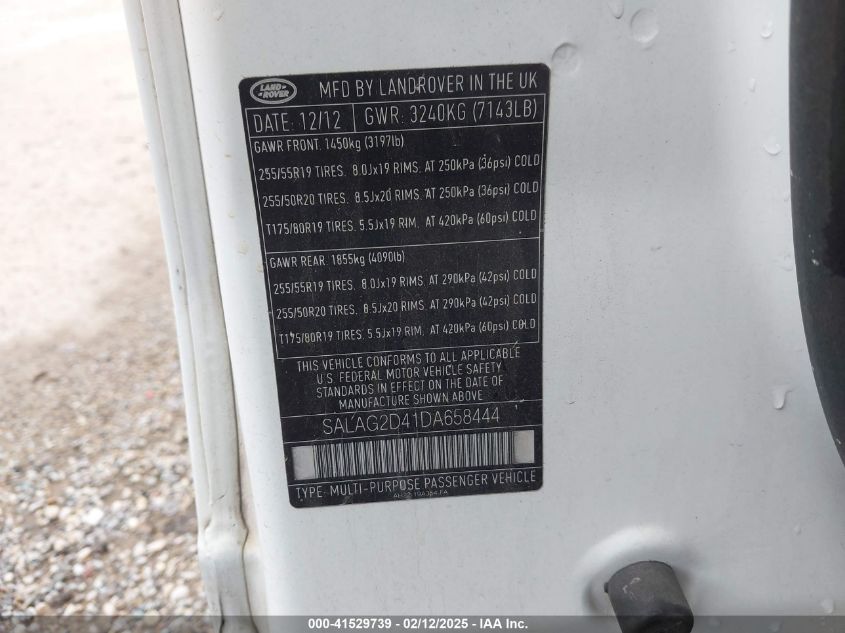 LAND
ROVER
MFD BY LANDROVER IN THE UK
DATE: 12/12 GWR: 3240KG (7143LB)
GAWR FRONT. 1450kg (3197lb)
255/55R19 TIRES. 8.0Jx19 RIMS. AT 250kPa (36psi) COLD
255/50R20 TIRES. 8.5Jx20 RIMS. AT 250kPa (36psi) COLD
T175/80R19 TIRES. 5.5Jx19 RIM. AT 420kPa (60psi) COLD
GAWR REAR. 1855kg (4090lb)
255/55R19 TIRES. 8.0Jx19 RIMS. AT 290kPa (42psi) COLD
255/50R20 TIRES. 8.5Jx20 RIMS. AT 290kPa (42psi) COLD
T175/80R19 TIRES. 5.5Jx19 RIM. AT 420kPa (60psi) COLD
THIS VEHICLE CONFORMS TO ALL APPLICABLE
U.S. FEDERAL MOTOR VEHICLE SAFETY
STANDARDS IN EFFECT ON THE DATE OF
MANUFACTURE SHOWN ABOVE
SALAG2D41DA658444
TYPE: MULTI-PURPOSE PASSENGER VEHICLE
000-41529739 - 02/12/2025 - IAA, Inc.